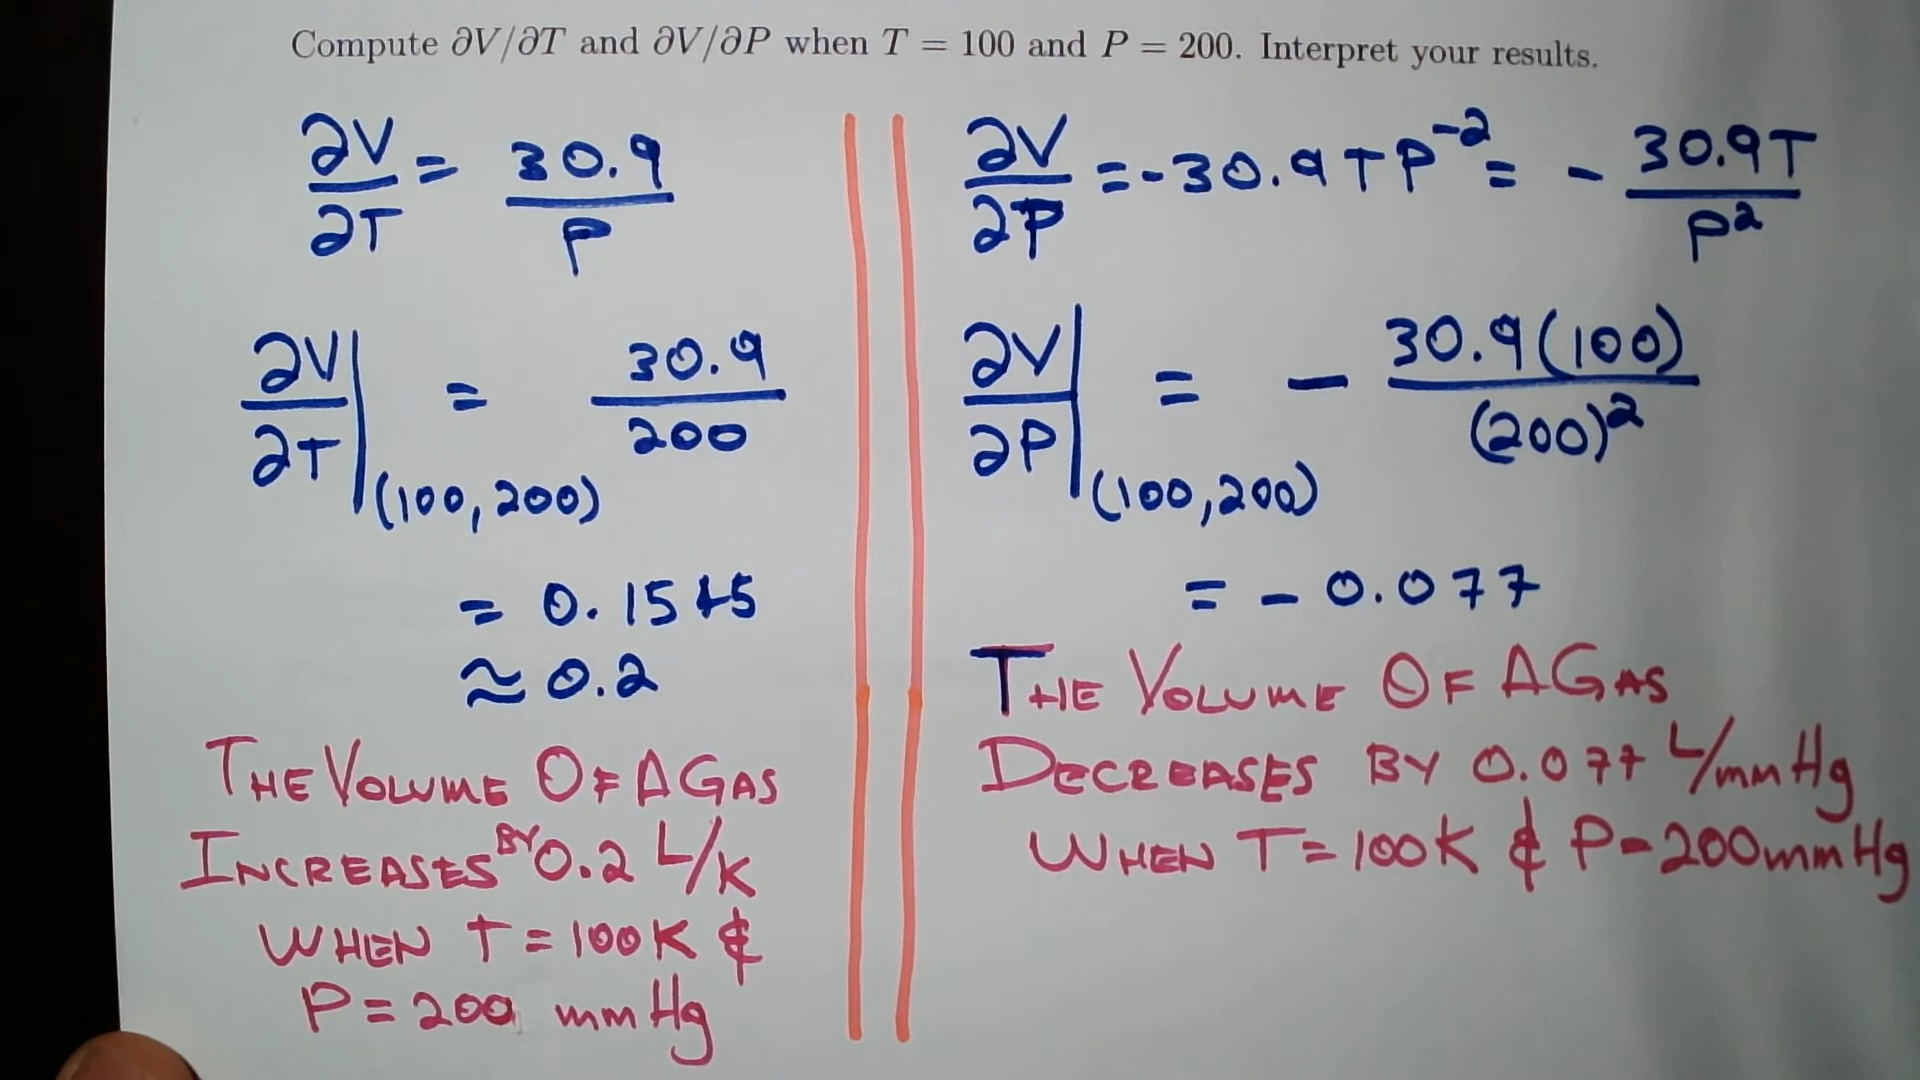 Compute ∂V/∂T and ∂V/∂P when T = 100 and P = 200. Interpret your results.
∂V/∂T = 30.9/P
∂V/∂T|(100,200) = 30.9/200
= 0.1545
≈ 0.2
THE VOLUME OF A GAS
INCREASES BY 0.2 L/K
WHEN T = 100K &
P = 200 mmHg
∂V/∂P = -30.9TP⁻² = - 30.9T/P²
∂V/∂P|(100,200) = - 30.9(100)/(200)²
= - 0.077
THE VOLUME OF A GAS
DECREASES BY 0.077 L/mmHg
WHEN T = 100K & P = 200mmHg